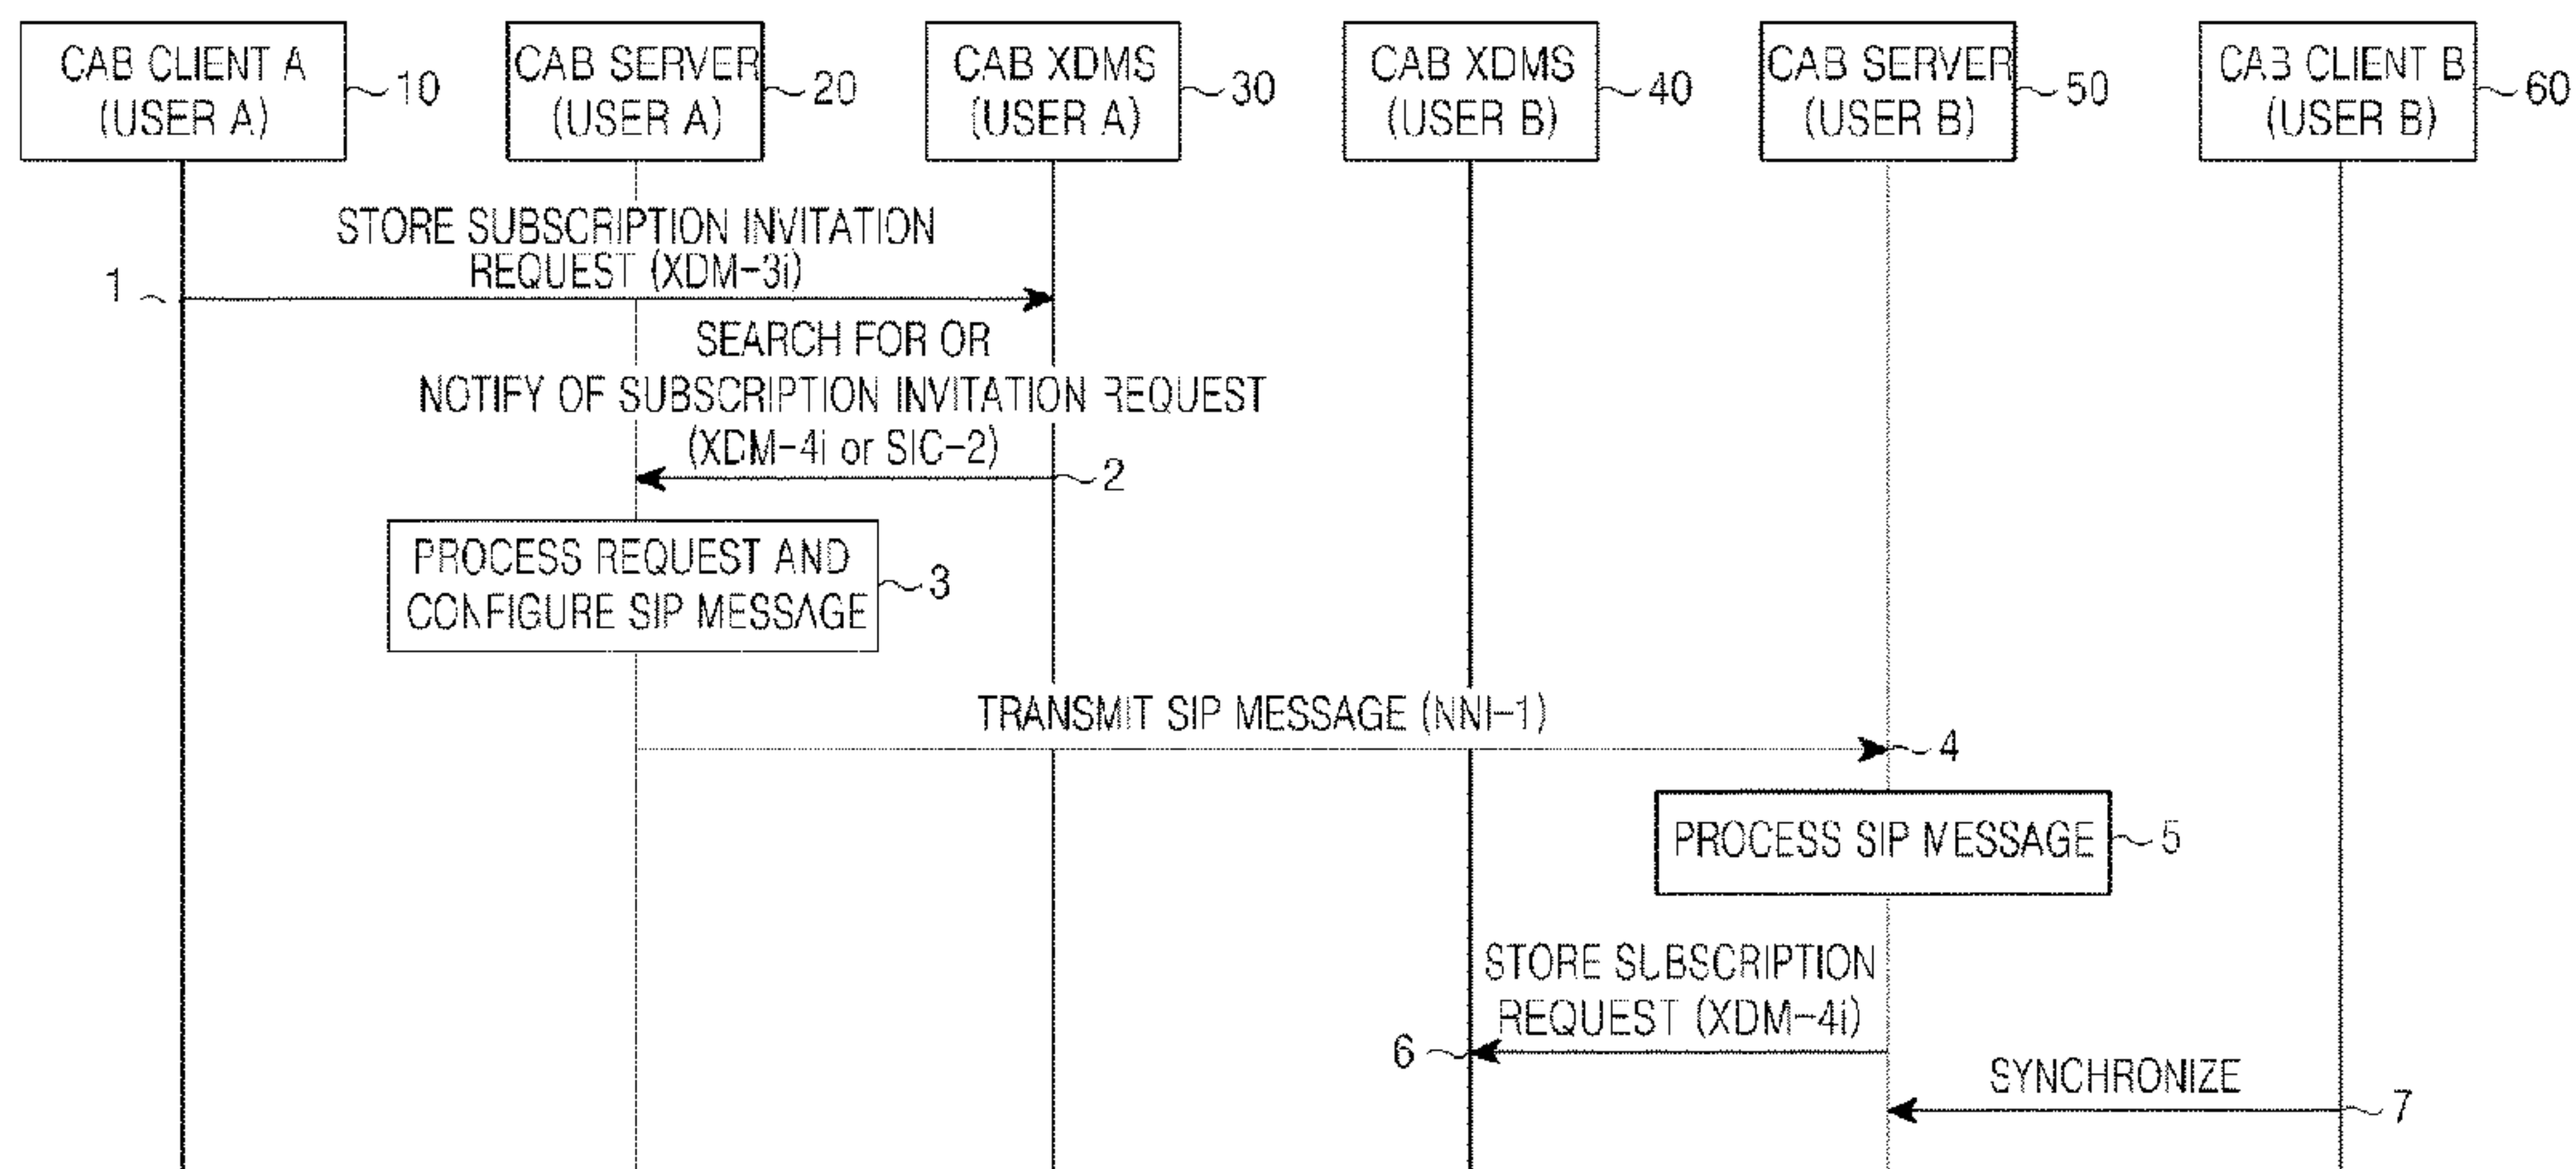 CAB CLIENT A
(USER A)
10
CAB SERVER
(USER A)
20
CAB XDMS
(USER A)
30
CAB XDMS
(USER B)
40
CAB SERVER
(USER B)
50
CAB CLIENT B
(USER B)
60
STORE SUBSCRIPTION INVITATION
REQUEST (XDM-3i)
1
SEARCH FOR OR
NOTIFY OF SUBSCRIPTION INVITATION REQUEST
(XDM-4i or SIC-2)
2
PROCESS REQUEST AND
CONFIGURE SIP MESSAGE
3
TRANSMIT SIP MESSAGE (NNI-1)
4
PROCESS SIP MESSAGE
5
STORE SUBSCRIPTION
REQUEST (XDM-4i)
6
SYNCHRONIZE
7